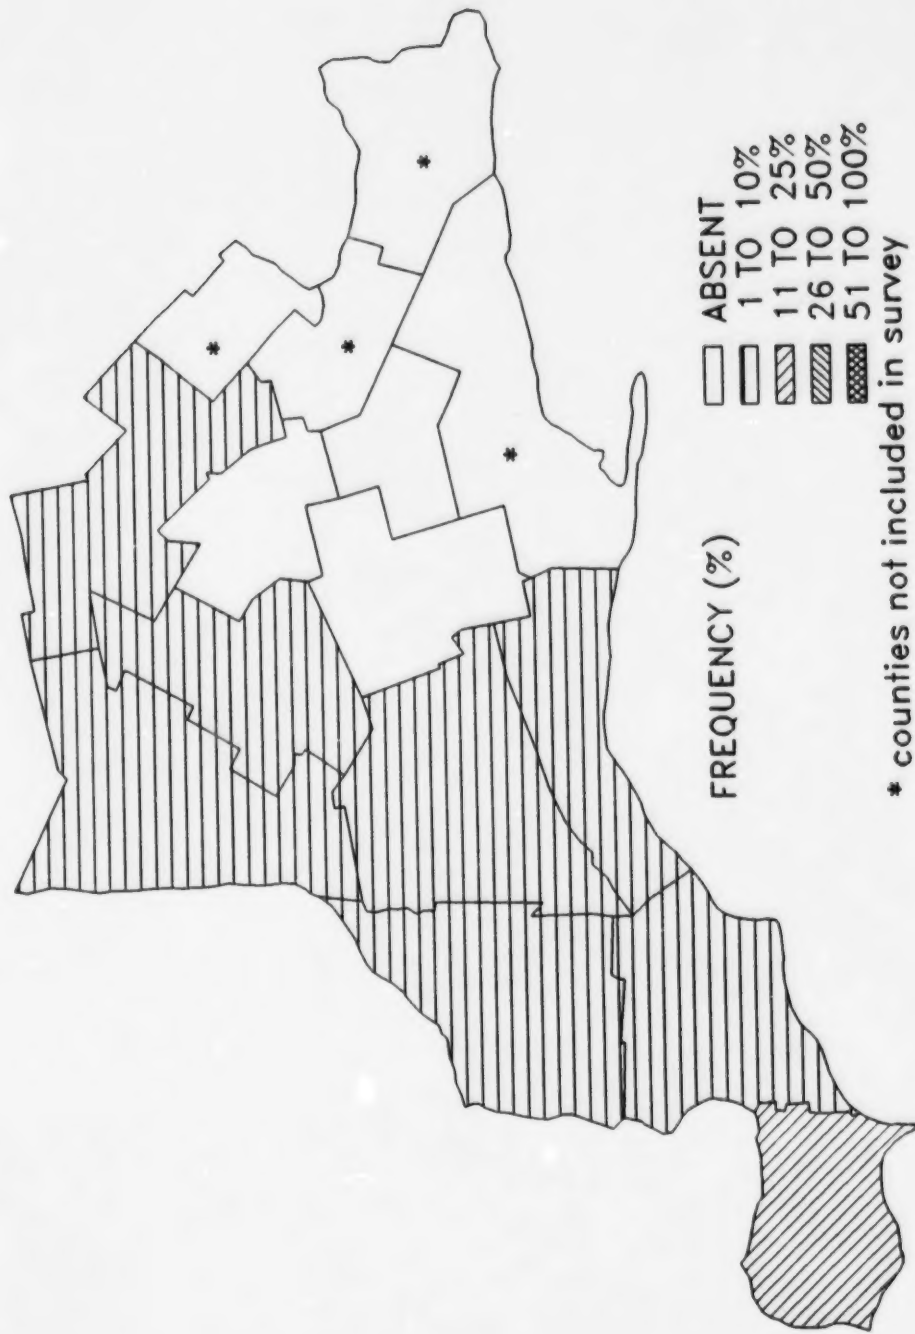 FREQUENCY (%)
ABSENT
1 TO 10%
11 TO 25%
26 TO 50%
51 TO 100%
* counties not included in survey
*
*
*
*